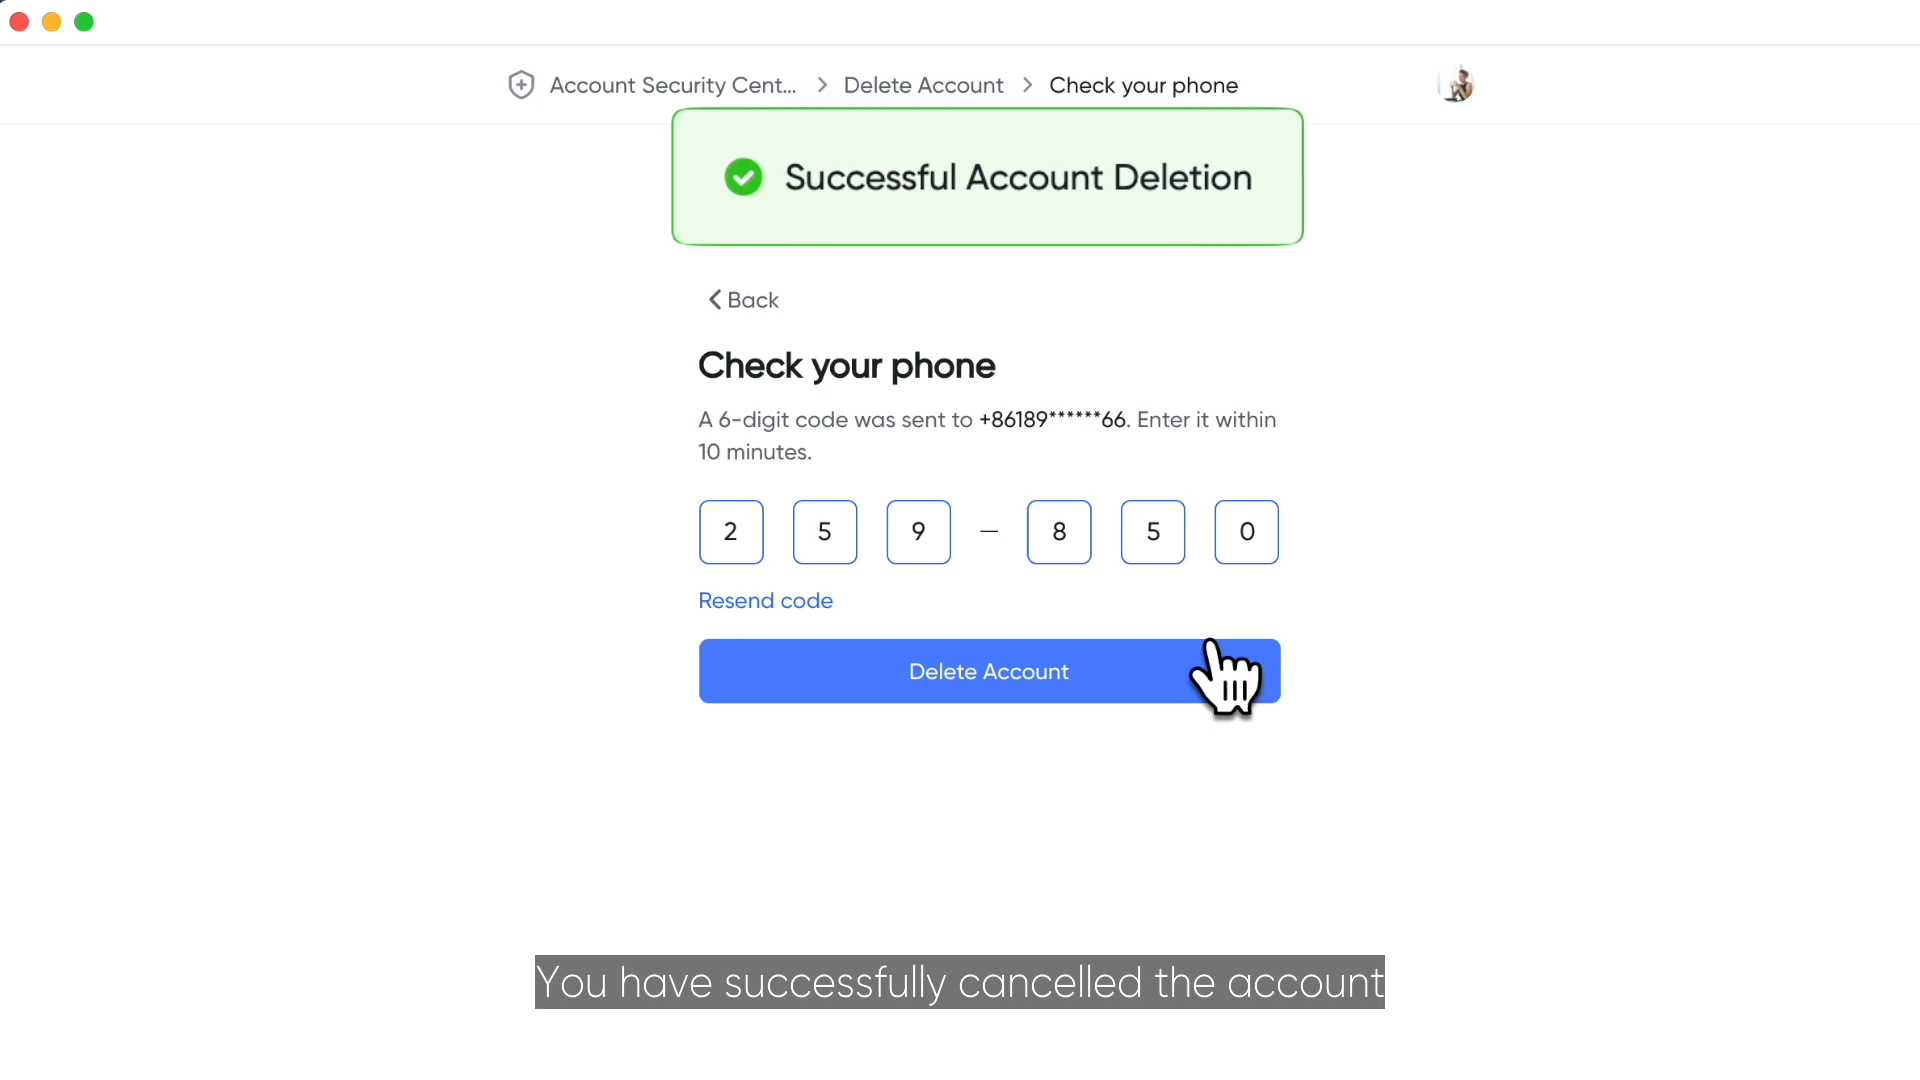 Account Security Cent... > Delete Account > Check your phone
Successful Account Deletion
Back
Check your phone
A 6-digit code was sent to +86189******66. Enter it within
10 minutes.
2 5 9 — 8 5 0
Resend code
Delete Account
You have successfully cancelled the account